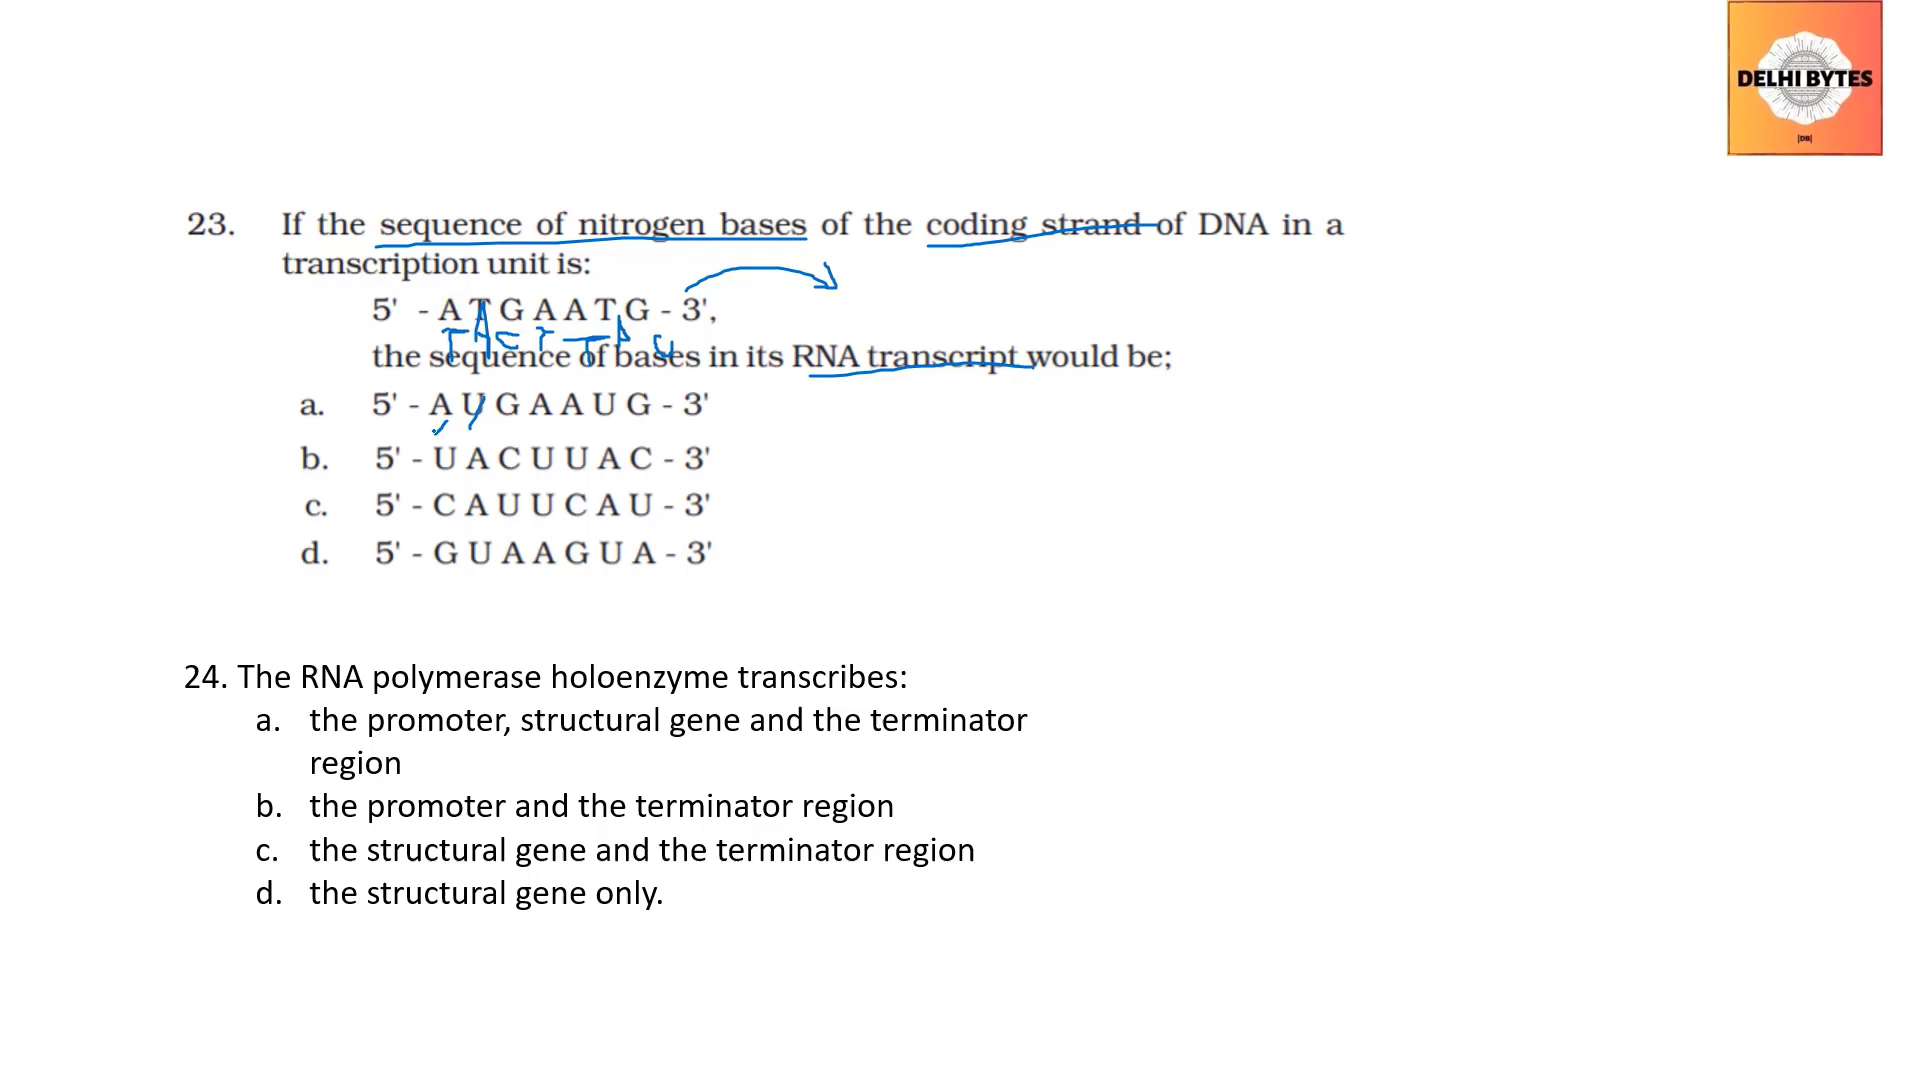 DELHI BYTES
|DB|
23. If the sequence of nitrogen bases of the coding strand of DNA in a
transcription unit is:
5' - A T G A A T G - 3',
the sequence of bases in its RNA transcript would be;
a. 5' - A U G A A U G - 3'
b. 5' - U A C U U A C - 3'
c. 5' - C A U U C A U - 3'
d. 5' - G U A A G U A - 3'
24. The RNA polymerase holoenzyme transcribes:
a. the promoter, structural gene and the terminator
region
b. the promoter and the terminator region
c. the structural gene and the terminator region
d. the structural gene only.